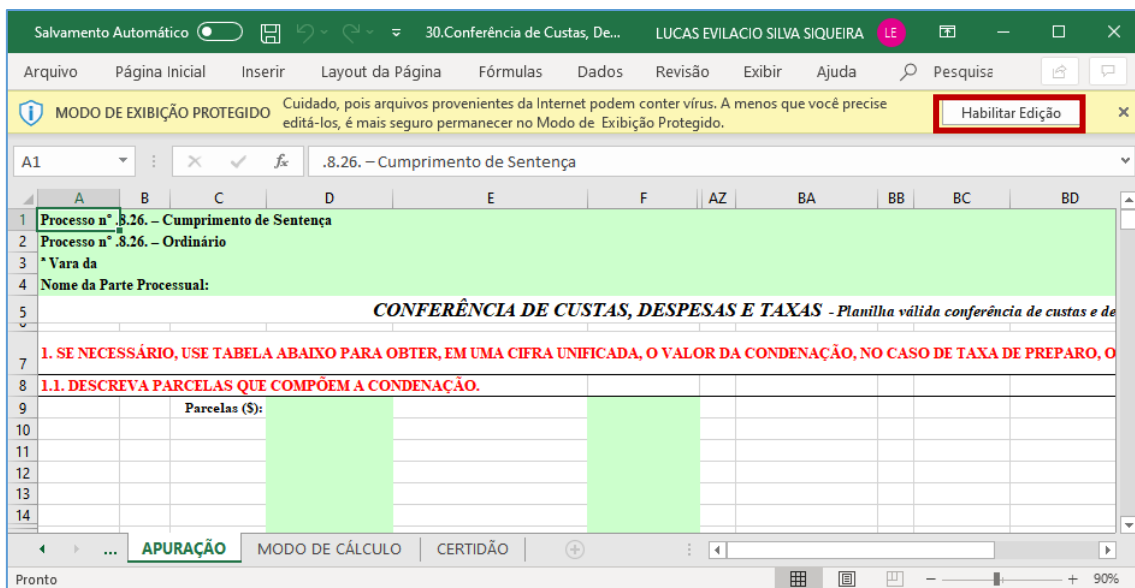 Salvamento Automático 30.Conferência de Custas, De... LUCAS EVILACIO SILVA SIQUEIRA LE
Arquivo Página Inicial Inserir Layout da Página Fórmulas Dados Revisão Exibir Ajuda Pesquisa
MODO DE EXIBIÇÃO PROTEGIDO Cuidado, pois arquivos provenientes da Internet podem conter vírus. A menos que você precise
editá-los, é mais seguro permanecer no Modo de Exibição Protegido. Habilitar Edição
A1 fx .8.26. – Cumprimento de Sentença
A B C D E F AZ BA BB BC BD
1 Processo nº .8.26. – Cumprimento de Sentença
2 Processo nº .8.26. – Ordinário
3 ª Vara da
4 Nome da Parte Processual:
5 CONFERÊNCIA DE CUSTAS, DESPESAS E TAXAS - Planilha válida conferência de custas e de
7 1. SE NECESSÁRIO, USE TABELA ABAIXO PARA OBTER, EM UMA CIFRA UNIFICADA, O VALOR DA CONDENAÇÃO, NO CASO DE TAXA DE PREPARO, O
8 1.1. DESCREVA PARCELAS QUE COMPÕEM A CONDENAÇÃO.
9 Parcelas ($):
10
11
12
13
14
... APURAÇÃO MODO DE CÁLCULO CERTIDÃO
Pronto 90%